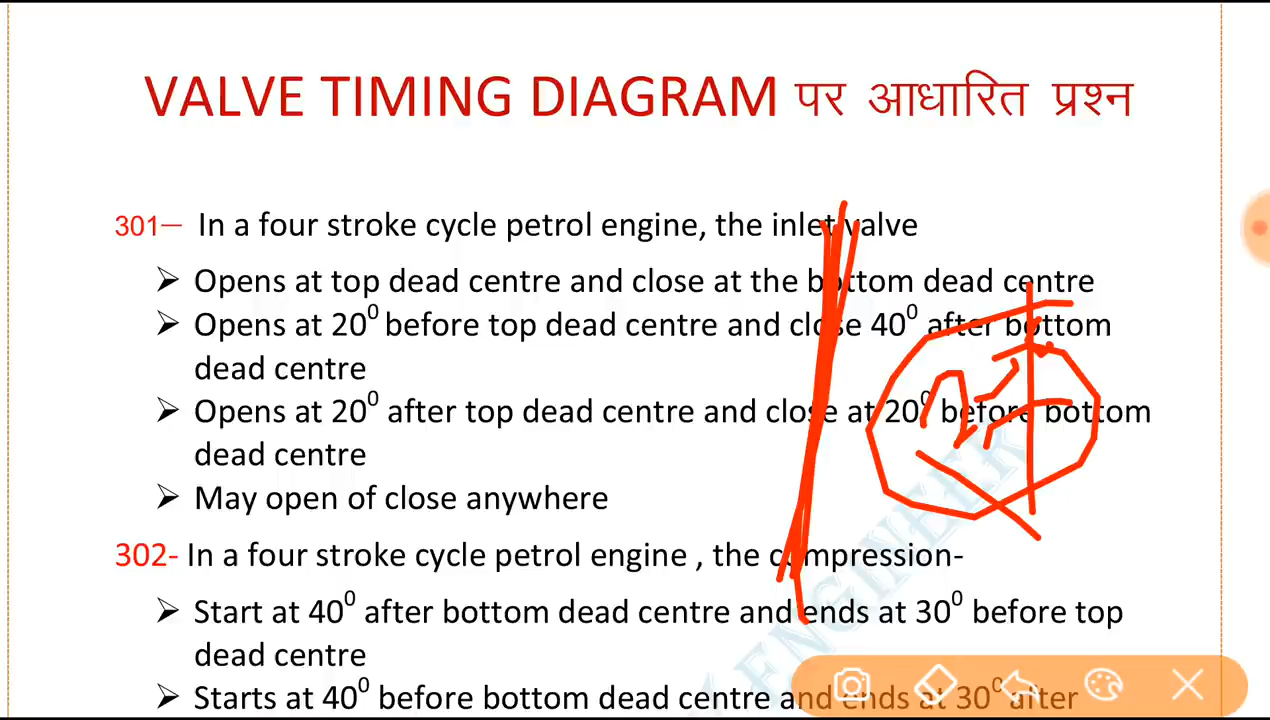 VALVE TIMING DIAGRAM पर आधारित प्रश्न
301– In a four stroke cycle petrol engine, the inlet valve
➢ Opens at top dead centre and close at the bottom dead centre
➢ Opens at 20⁰ before top dead centre and close 40⁰ after bottom
dead centre
➢ Opens at 20⁰ after top dead centre and close at 20⁰ before bottom
dead centre
➢ May open of close anywhere
302- In a four stroke cycle petrol engine , the compression-
➢ Start at 40⁰ after bottom dead centre and ends at 30⁰ before top
dead centre
➢ Starts at 40⁰ before bottom dead centre and ends at 30⁰ after